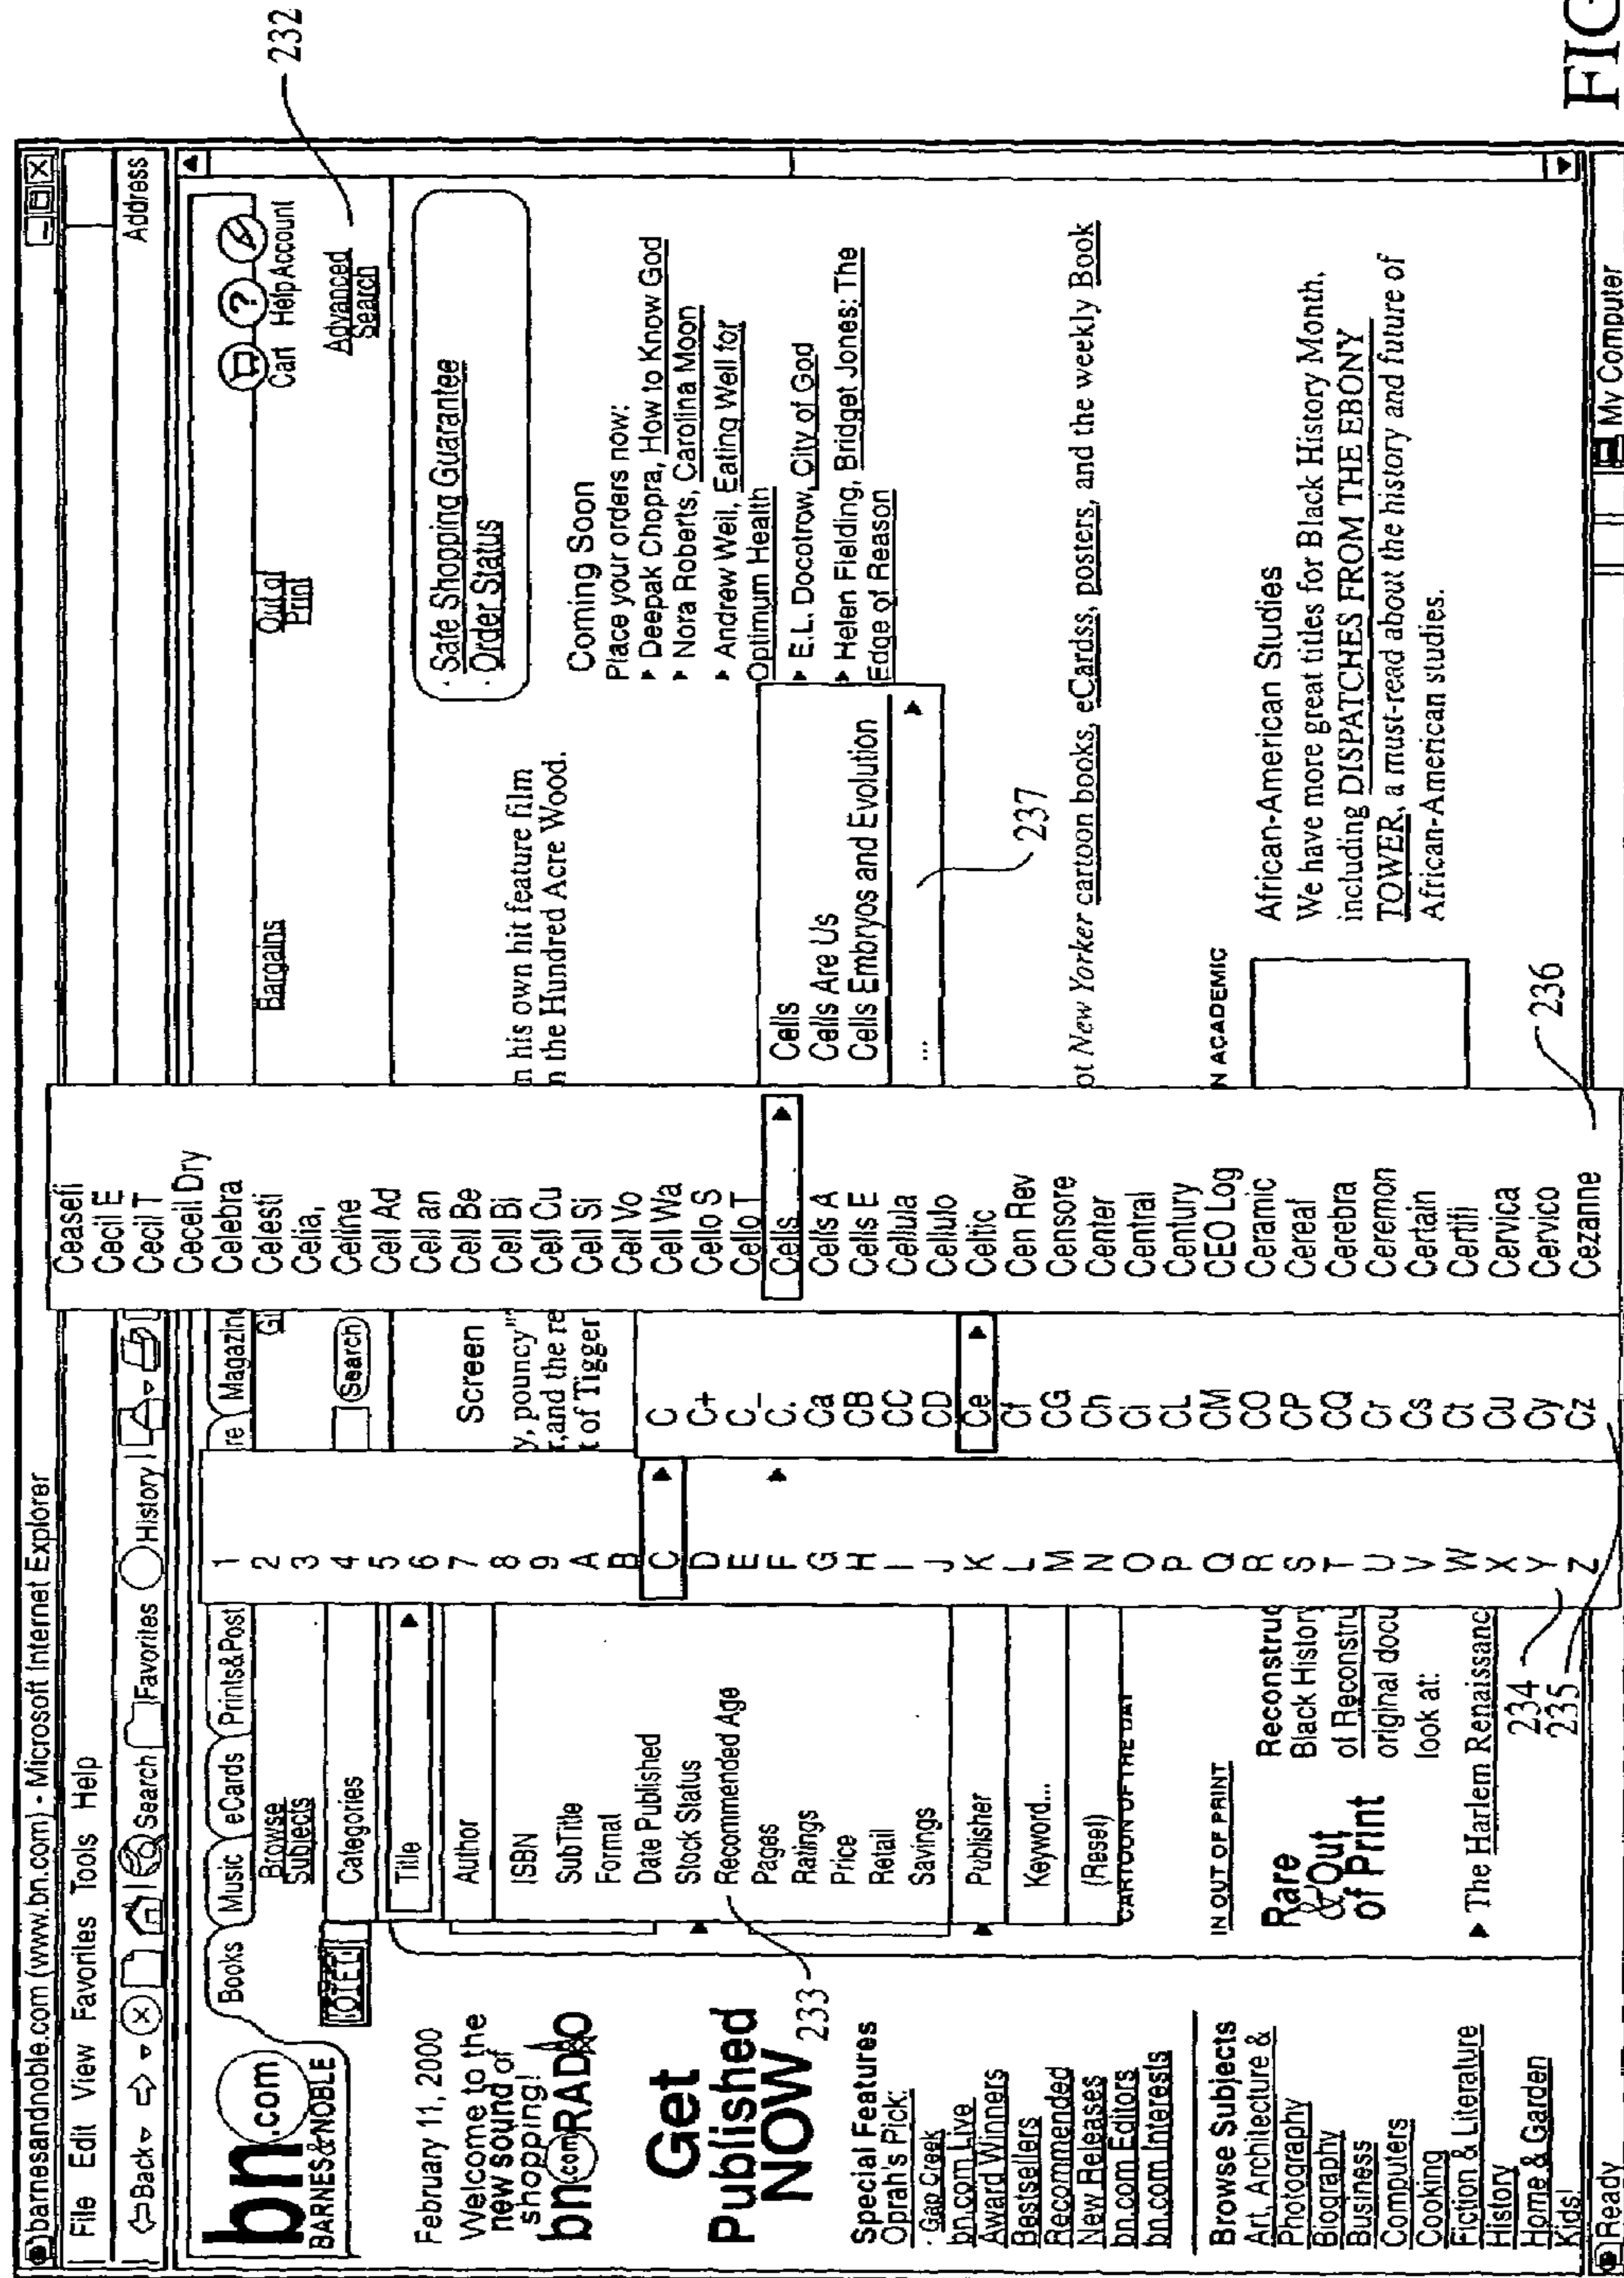 barnesandnoble.com (www.bn.com) - Microsoft Internet Explorer
File Edit View Favorites Tools Help
Back Search Favorites History
Address
bn.com
BARNES&NOBLE
Books Music eCards Prints&Post re Magazine
Browse
Subjects
Bargains
Out of
Print
Cart Help Account
Advanced
Search
232
Search
February 11, 2000
Welcome to the
new sound of
shopping!
Get
Published
NOW
233
Special Features
Oprah's Pick:
Gap Creek
bn.com Live
Award Winners
Bestsellers
Recommended
New Releases
bn.com Editors
bn.com Interests
Browse Subjects
Art, Architecture &
Photography
Biography
Business
Computers
Cooking
Fiction & Literature
History
Home & Garden
Kids!
Categories
Title
Author
ISBN
SubTitle
Format
Date Published
Stock Status
Recommended Age
Pages
Ratings
Price
Retail
Savings
Publisher
Keyword...
(Reset)
CARTOON OF THE DAY
IN OUT OF PRINT
Rare
&Out
of Print
Reconstruc
Black History
of Reconstru
original docu
look at:
The Harlem Renaissanc
234
235
1
2
3
4
5
6
7
8
9
A
B
C
D
E
F
G
H
I
J
K
L
M
N
O
P
Q
R
S
T
U
V
W
X
Y
Z
Screen
y, pouncy"
r,and the re
t of Tigger
C
C+
C_
C.
Ca
CB
CC
CD
Ce
Cf
CG
Ch
Ci
CL
CM
CO
CP
CQ
Cr
Cs
Ct
Cu
Cy
Cz
Ceasefi
Cecil E
Cecil T
Ceceil Dry
Celebra
Celesti
Celia,
Celine
Cell Ad
Cell an
Cell Be
Cell Bi
Cell Cu
Cell Si
Cell Vo
Cell Wa
Cello S
Cello T
Cells
Cells A
Cells E
Cellula
Cellulo
Celtic
Cen Rev
Censore
Center
Central
Century
CEO Log
Ceramic
Cereal
Cerebra
Ceremon
Certain
Certifi
Cervica
Cervico
Cezanne
236
n his own hit feature film
n the Hundred Acre Wood.
Cells
Cells Are Us
Cells Embryos and Evolution
...
237
Safe Shopping Guarantee
Order Status
Coming Soon
Place your orders now:
Deepak Chopra, How to Know God
Nora Roberts, Carolina Moon
Andrew Weil, Eating Well for
Optimum Health
E.L. Docotrow, City of God
Helen Fielding, Bridget Jones: The
Edge of Reason
ot New Yorker cartoon books, eCardss, posters, and the weekly Book
N ACADEMIC
African-American Studies
We have more great titles for Black History Month,
including DISPATCHES FROM THE EBONY
TOWER, a must-read about the history and future of
African-American studies.
Ready
My Computer
FIG